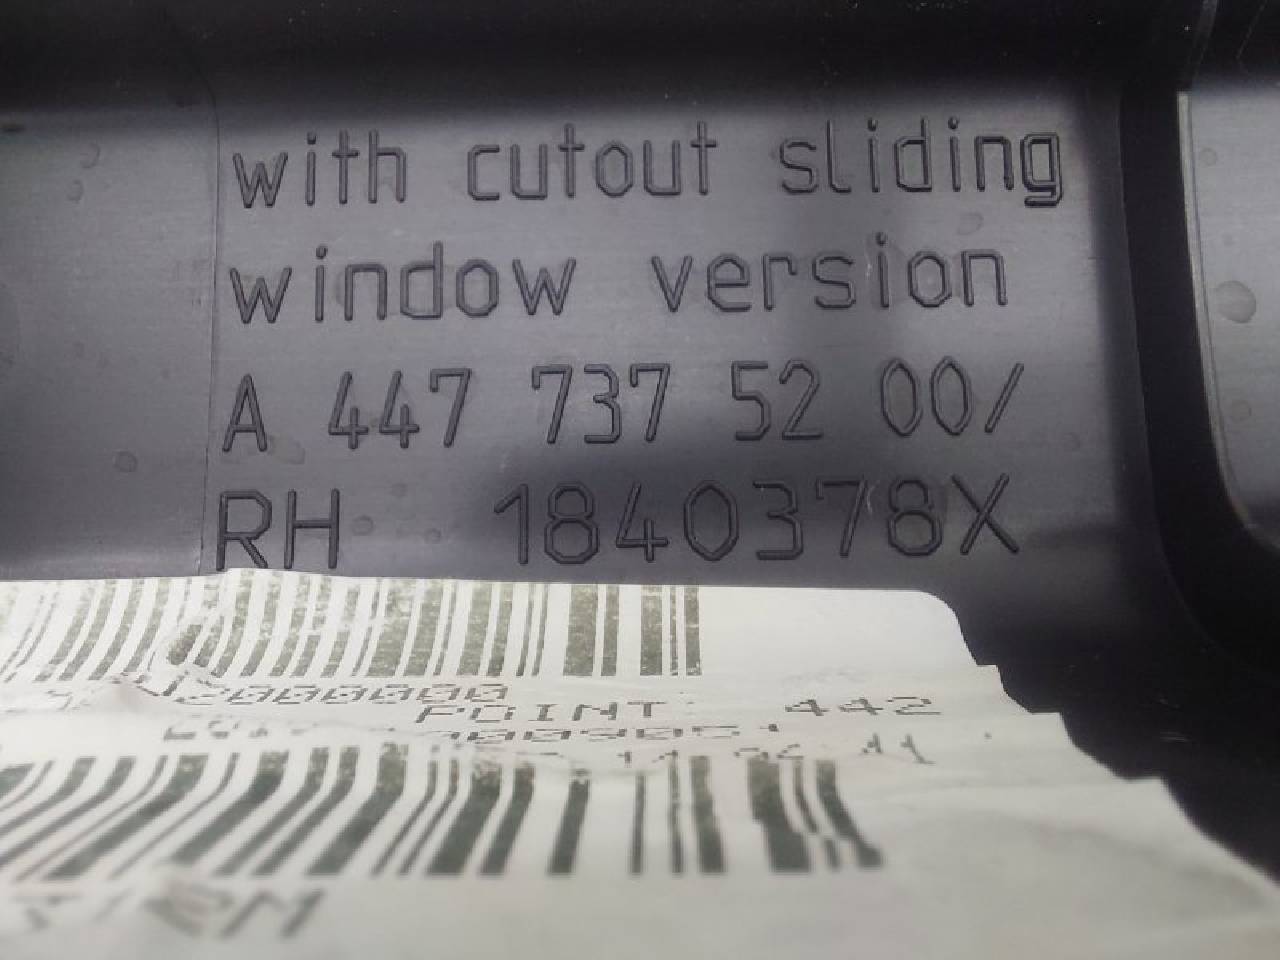 with cutout sliding
window version
A 447 737 52 00/
RH 1840378X
POINT: 442